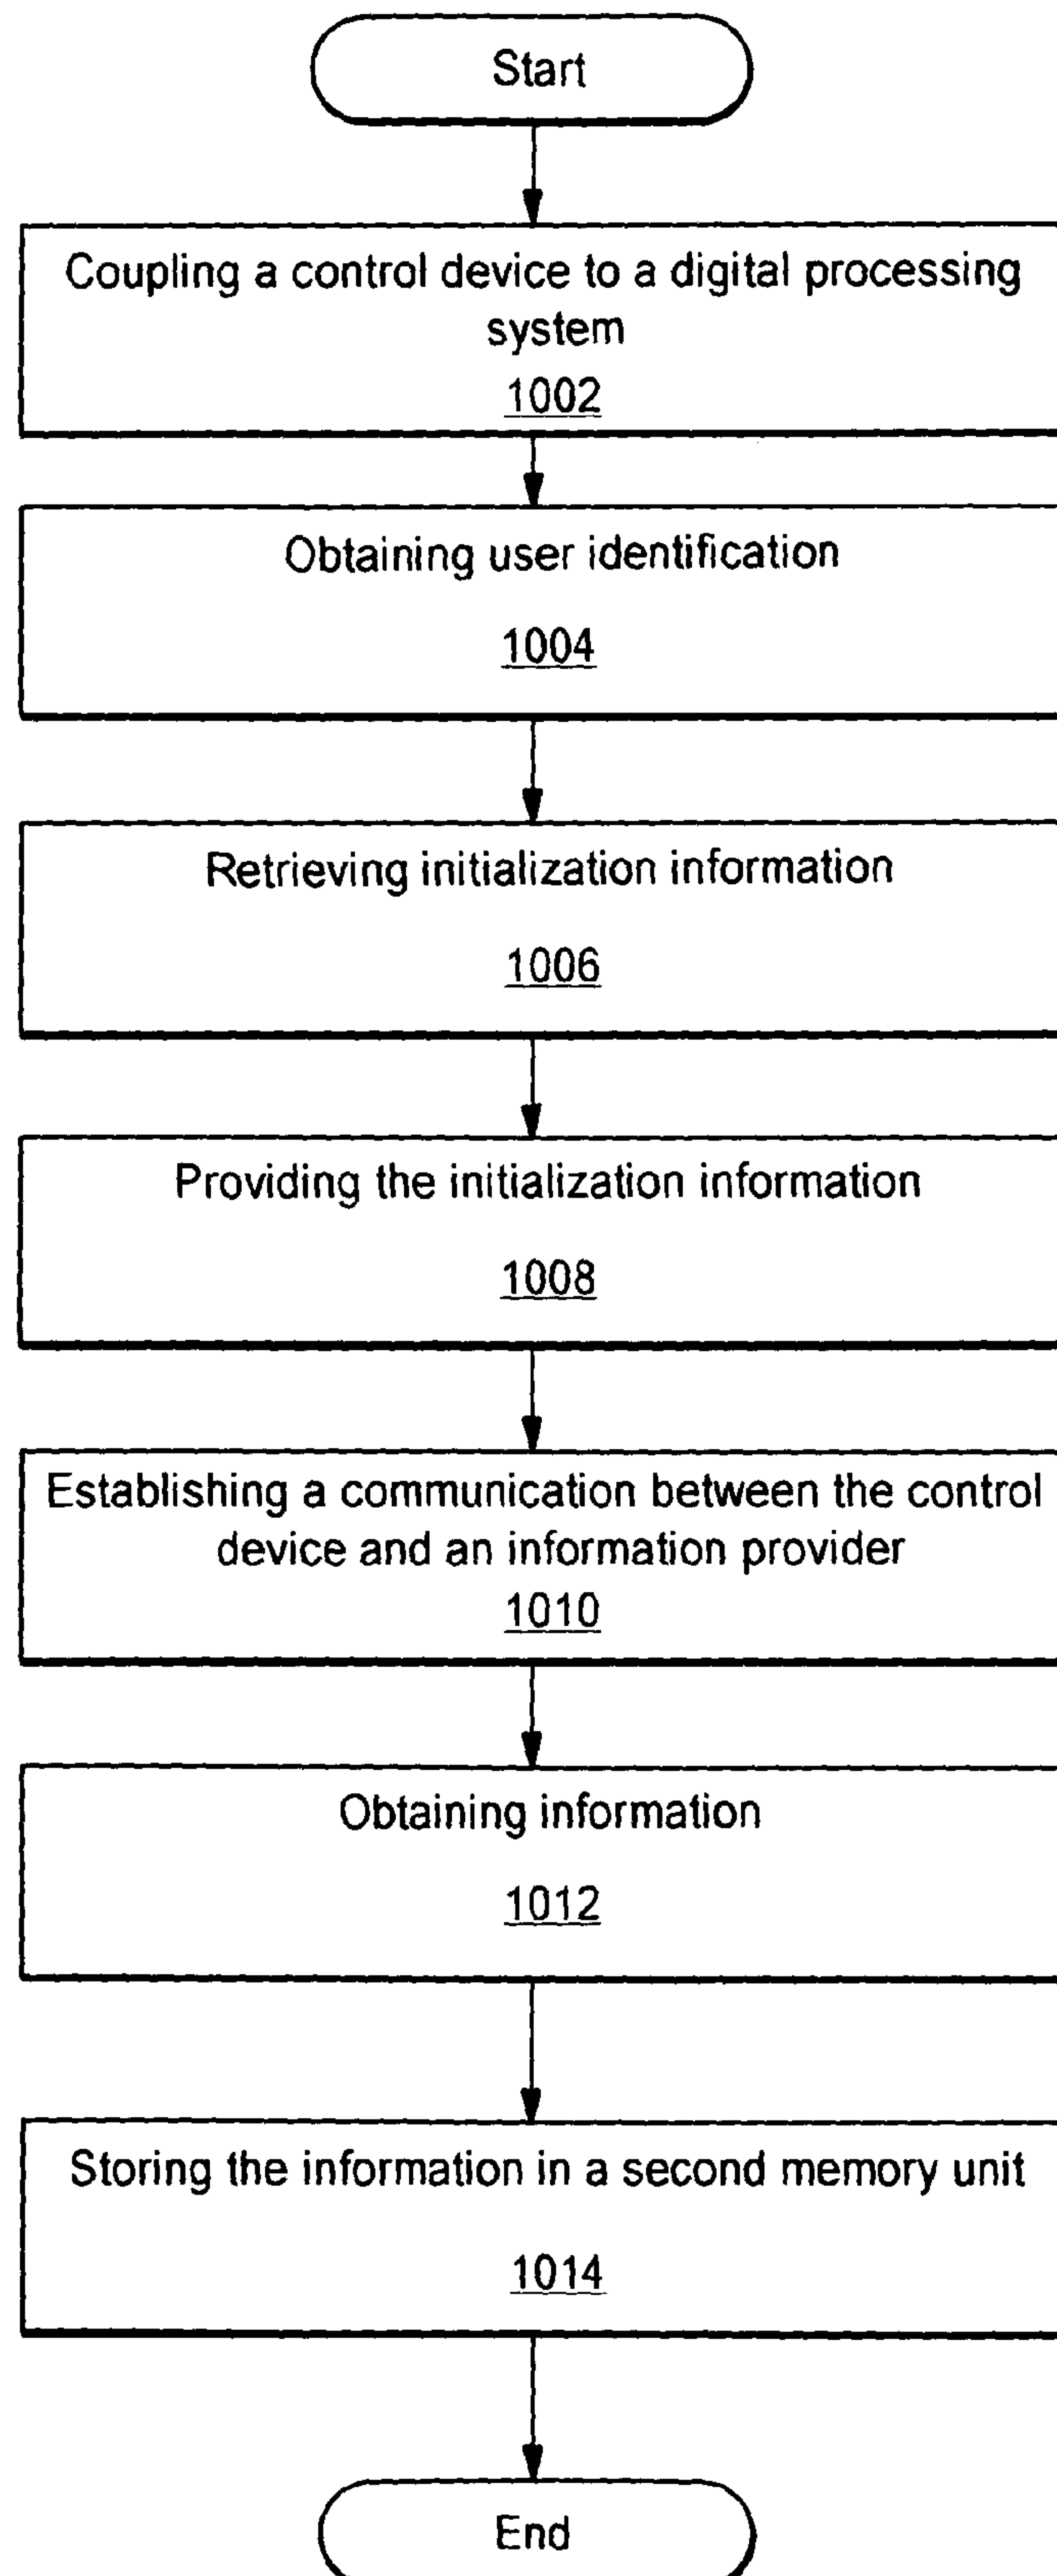 Start
Coupling a control device to a digital processing
system
1002
Obtaining user identification
1004
Retrieving initialization information
1006
Providing the initialization information
1008
Establishing a communication between the control
device and an information provider
1010
Obtaining information
1012
Storing the information in a second memory unit
1014
End